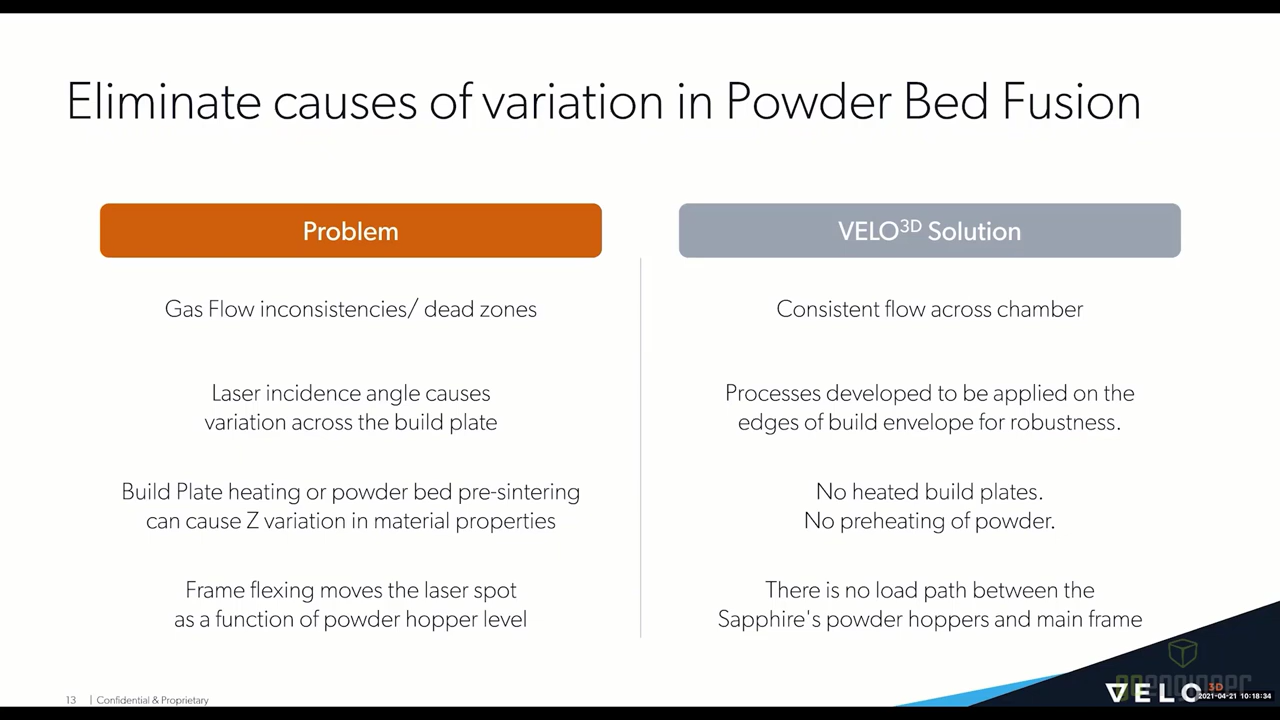 Eliminate causes of variation in Powder Bed Fusion
Problem
VELO3D Solution
Gas Flow inconsistencies/ dead zones
Consistent flow across chamber
Laser incidence angle causes
variation across the build plate
Processes developed to be applied on the
edges of build envelope for robustness.
Build Plate heating or powder bed pre-sintering
can cause Z variation in material properties
No heated build plates.
No preheating of powder.
Frame flexing moves the laser spot
as a function of powder hopper level
There is no load path between the
Sapphire's powder hoppers and main frame
13 | Confidential & Proprietary
VELO3D
2021-04-21 10:18:34